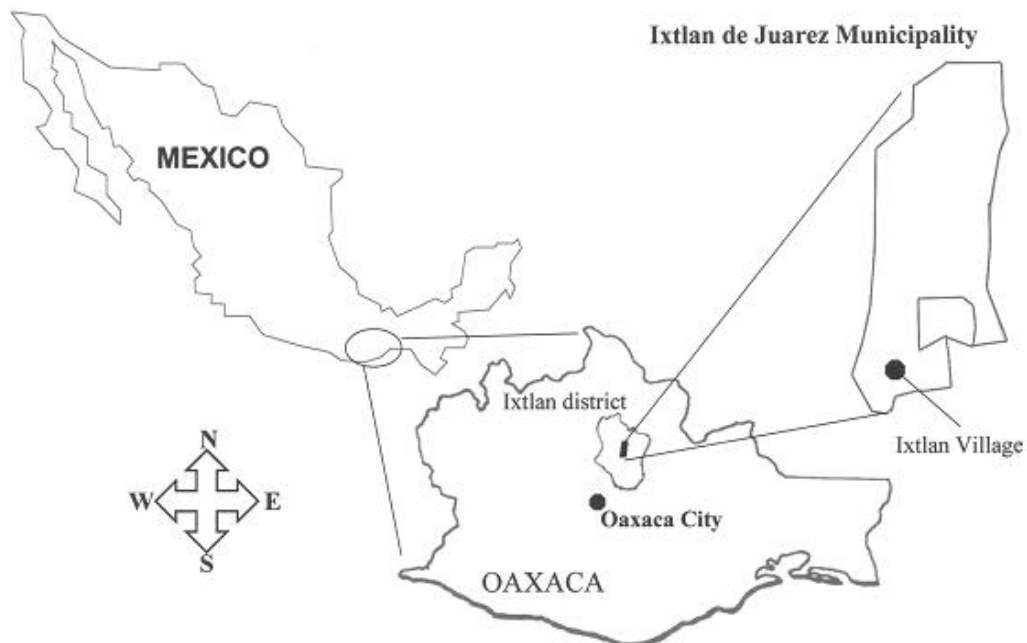 Ixtlan de Juarez Municipality
MEXICO
Ixtlan district
Ixtlan Village
N
W
E
S
Oaxaca City
OAXACA